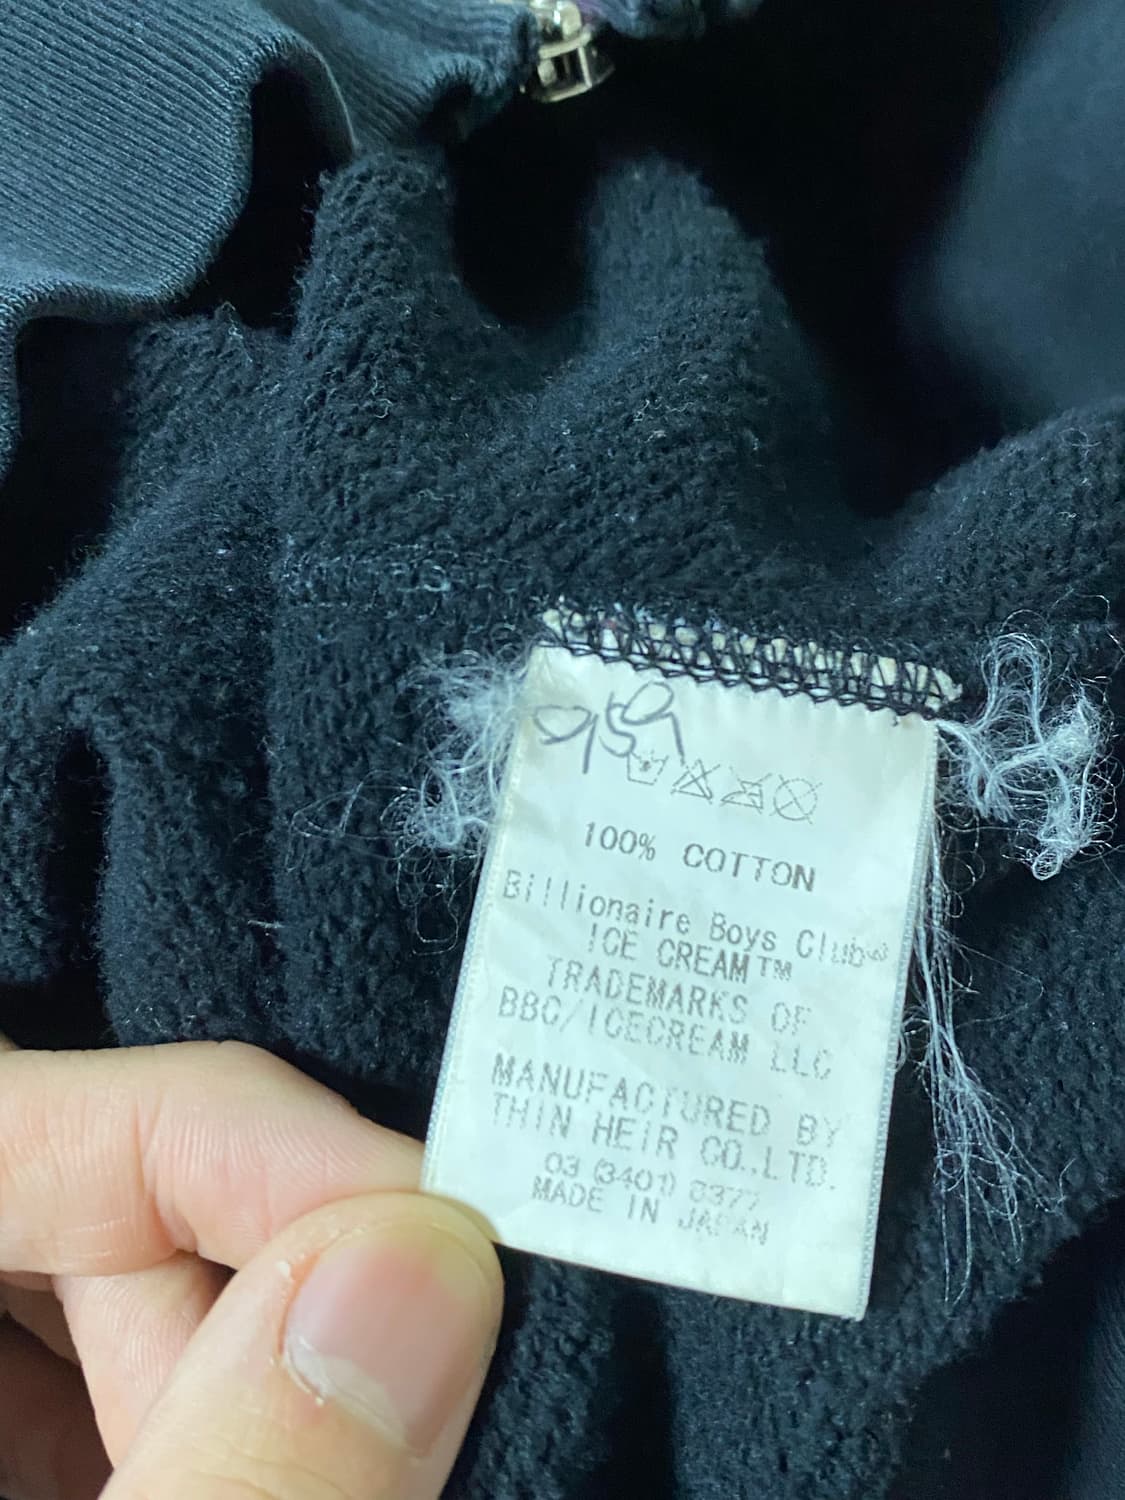 100% COTTON
Billionaire Boys Club®
ICE CREAM™
TRADEMARKS OF
BBC/ICECREAM LLC
MANUFACTURED BY
THIN HEIR CO.,LTD.
03 (3401)
MADE IN JAPAN